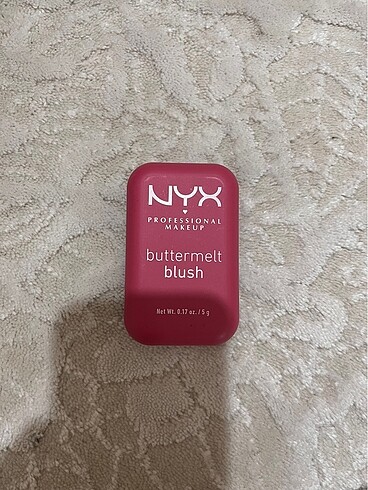 NYX
PROFESSIONAL
MAKEUP
buttermelt
blush
Net Wt. 0.17 oz. / 5 g